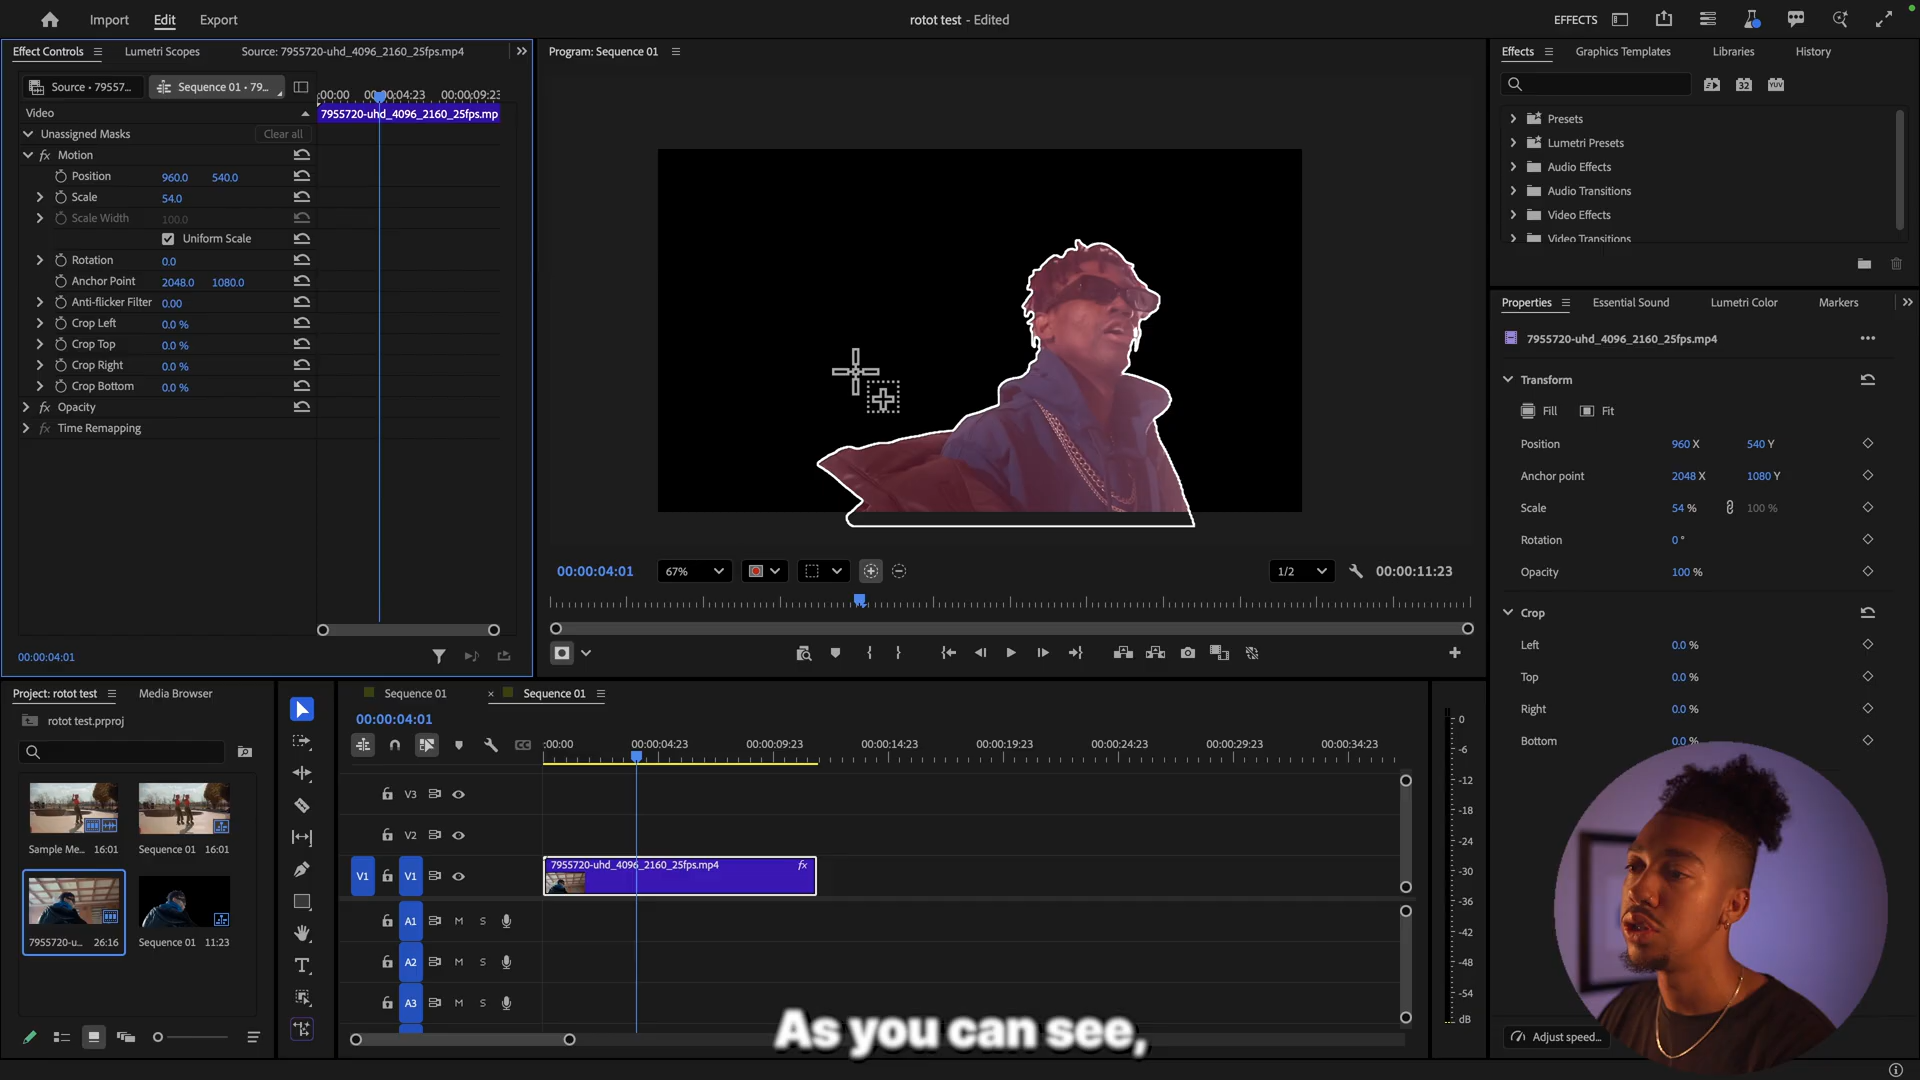 Import Edit Export
rotot test - Edited
EFFECTS
Effect Controls Lumetri Scopes Source: 7955720-uhd_4096_2160_25fps.mp4
Source • 79557... Sequence 01 • 79...
:00:00 00:00:04:23 00:00:09:23
Video
7955720-uhd_4096_2160_25fps.mp
Unassigned Masks Clear all
fx Motion
Position 960.0 540.0
Scale 54.0
Scale Width 100.0
Uniform Scale
Rotation 0.0
Anchor Point 2048.0 1080.0
Anti-flicker Filter 0.00
Crop Left 0.0 %
Crop Top 0.0 %
Crop Right 0.0 %
Crop Bottom 0.0 %
fx Opacity
fx Time Remapping
00:00:04:01
Program: Sequence 01
00:00:04:01 67% 1/2 00:00:11:23
Effects Graphics Templates Libraries History
32 YUV
Presets
Lumetri Presets
Audio Effects
Audio Transitions
Video Effects
Video Transitions
Properties Essential Sound Lumetri Color Markers
7955720-uhd_4096_2160_25fps.mp4
Transform
Fill Fit
Position 960 X 540 Y
Anchor point 2048 X 1080 Y
Scale 54 % 100 %
Rotation 0 °
Opacity 100 %
Crop
Left 0.0 %
Top 0.0 %
Right 0.0 %
Bottom 0.0 %
Adjust speed...
Project: rotot test Media Browser
rotot test.prproj
Sample Me... 16:01 Sequence 01 16:01
7955720-u... 26:16 Sequence 01 11:23
Sequence 01 × Sequence 01
00:00:04:01
CC
:00:00 00:00:04:23 00:00:09:23 00:00:14:23 00:00:19:23 00:00:24:23 00:00:29:23 00:00:34:23
V3
V2
V1 V1
7955720-uhd_4096_2160_25fps.mp4 fx
A1 M S
A2 M S
A3 M S
0
-6
-12
-18
-24
-30
-36
-42
-48
-54
dB
As you can see,